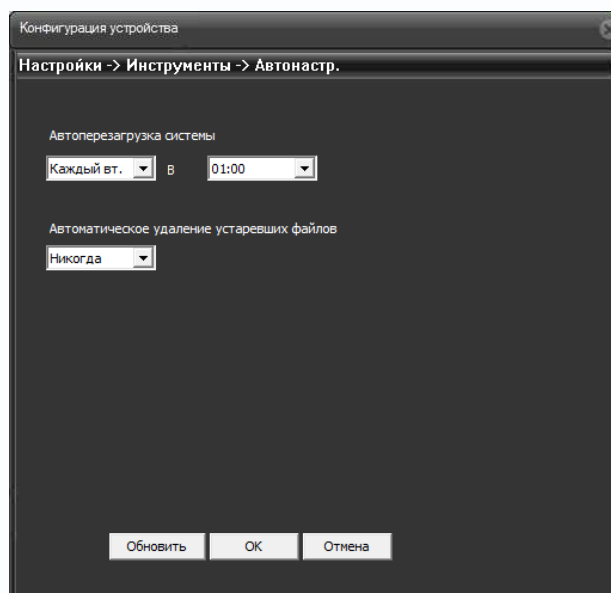 Конфигурация устройства
Настройки -> Инструменты -> Автонастр.
Автоперезагрузка системы
Каждый вт. В 01:00
Автоматическое удаление устаревших файлов
Никогда
Обновить OK Отмена